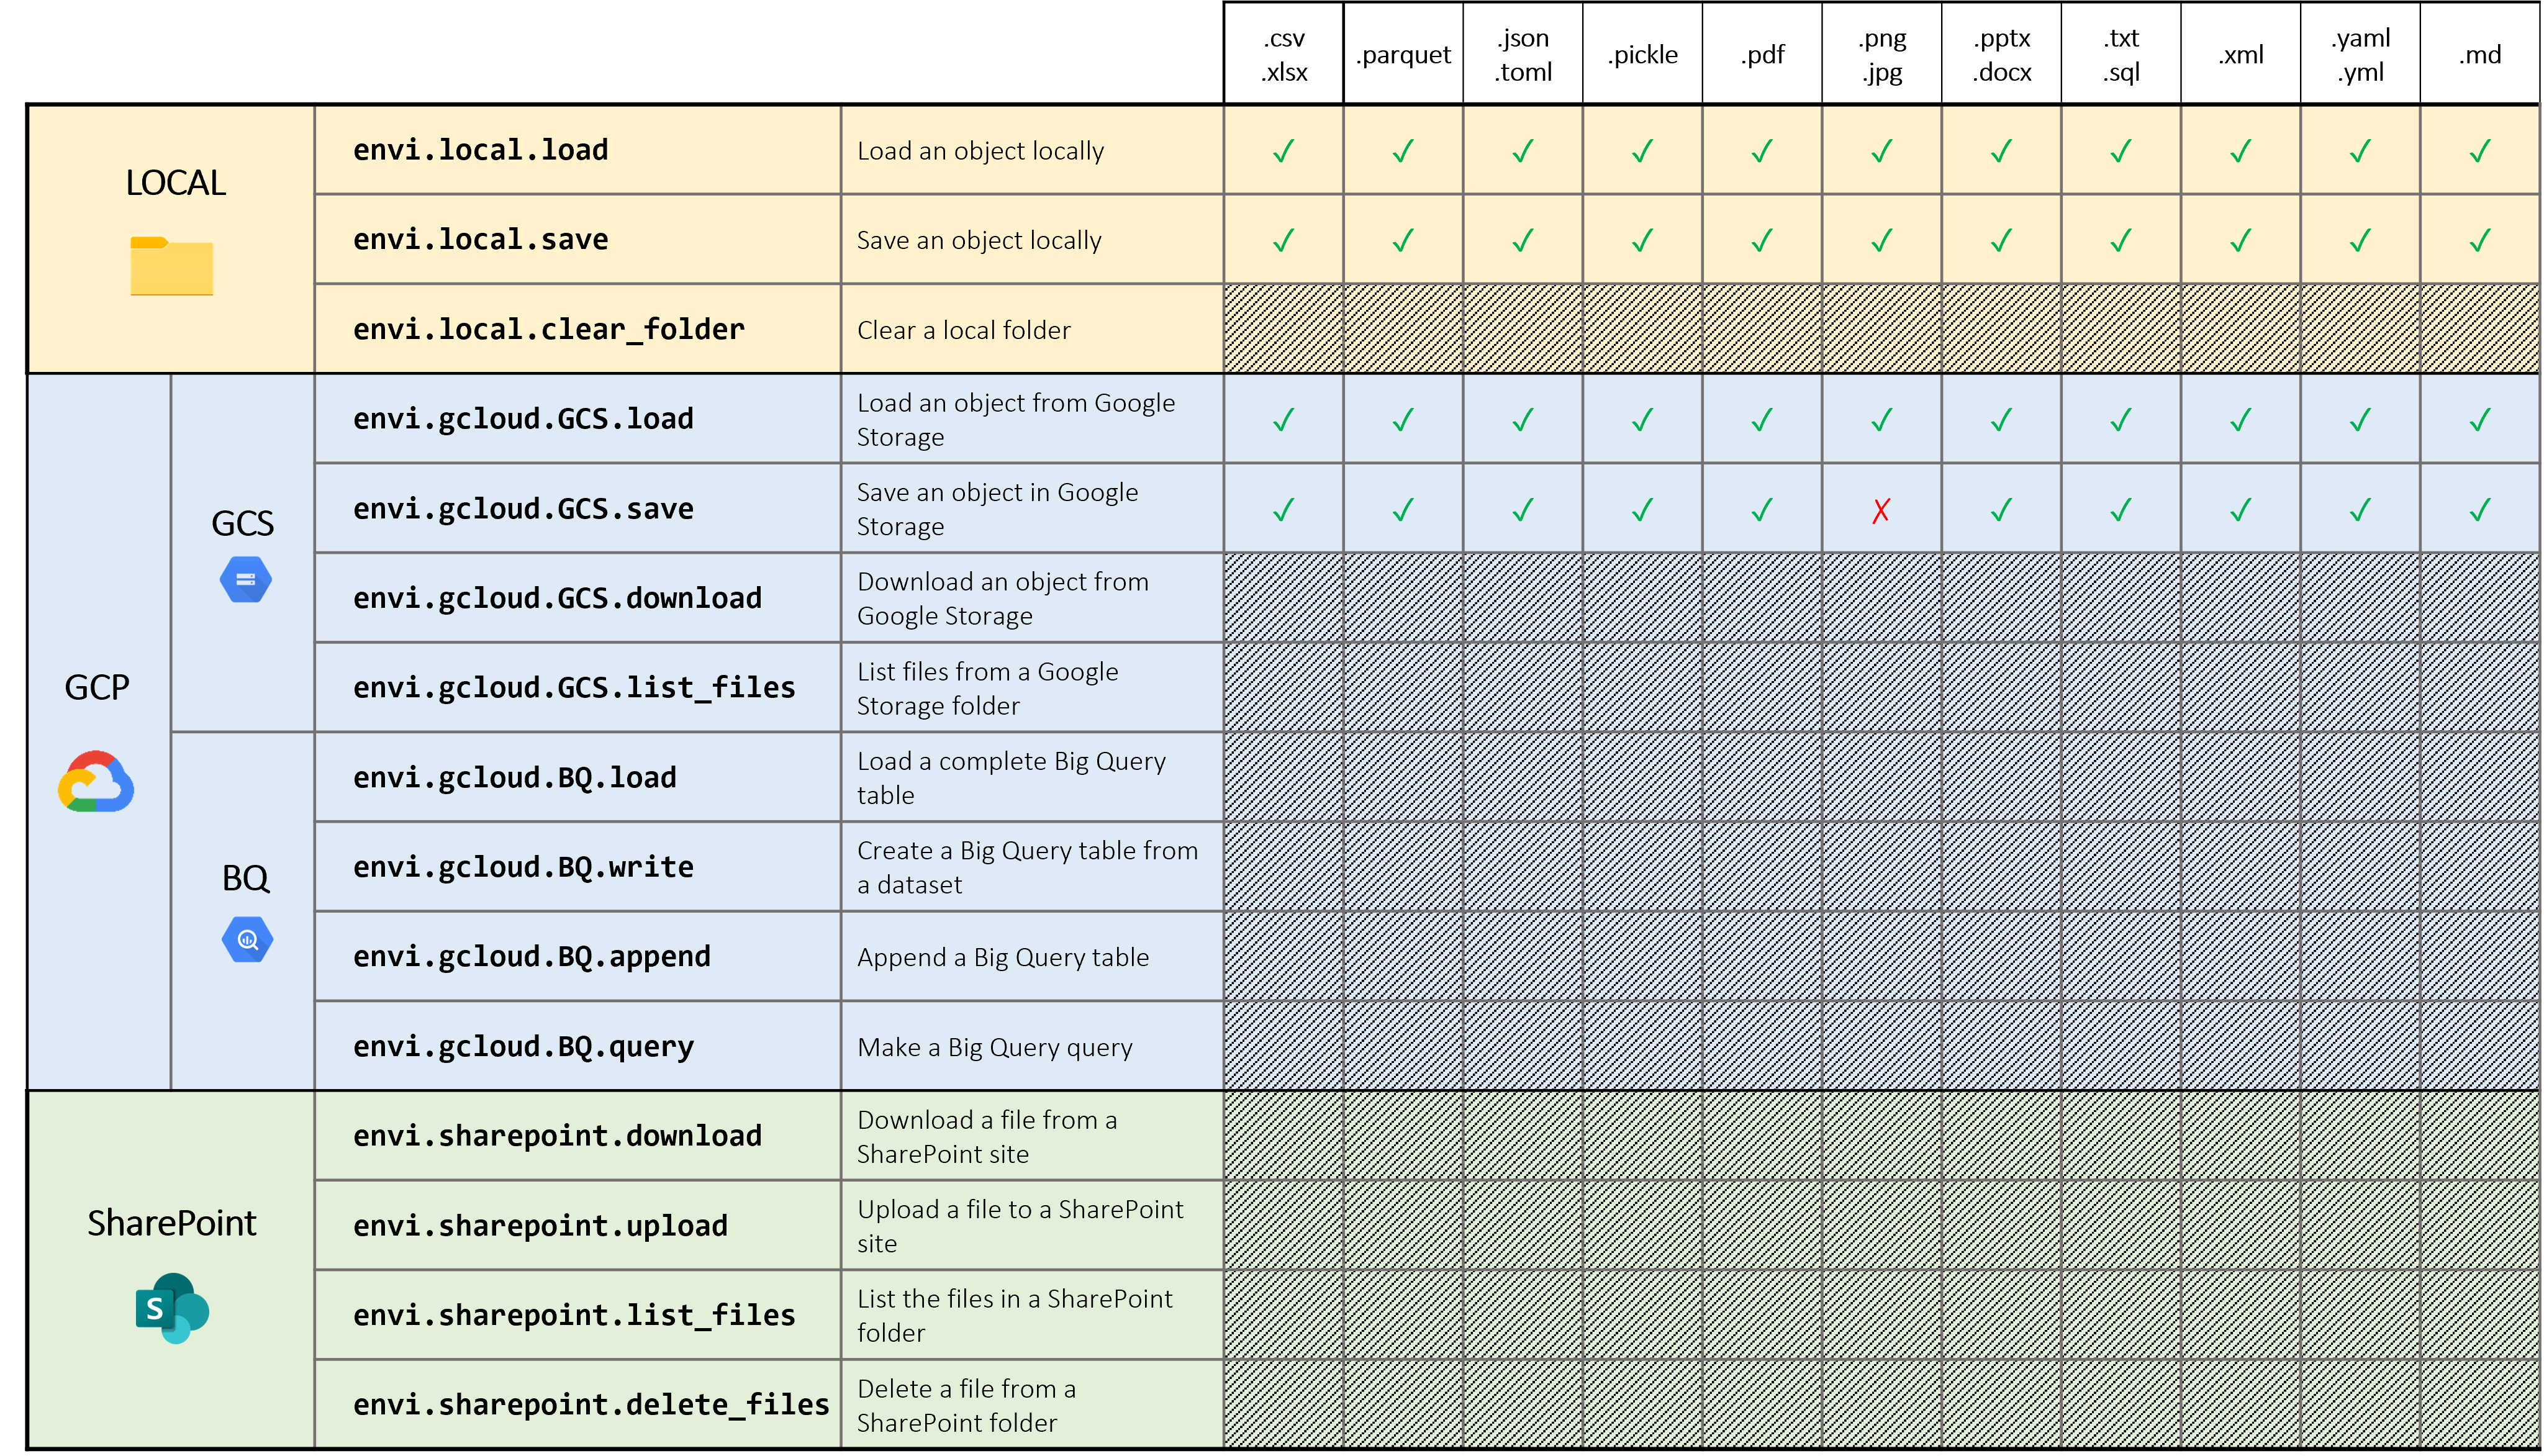 .csv
.xlsx
.parquet
.json
.toml
.pickle
.pdf
.png
.jpg
.pptx
.docx
.txt
.sql
.xml
.yaml
.yml
.md
LOCAL
envi.local.load
Load an object locally
✓ ✓ ✓ ✓ ✓ ✓ ✓ ✓ ✓ ✓ ✓
envi.local.save
Save an object locally
✓ ✓ ✓ ✓ ✓ ✓ ✓ ✓ ✓ ✓ ✓
envi.local.clear_folder
Clear a local folder
GCP
GCS
envi.gcloud.GCS.load
Load an object from Google
Storage
✓ ✓ ✓ ✓ ✓ ✓ ✓ ✓ ✓ ✓ ✓
envi.gcloud.GCS.save
Save an object in Google
Storage
✓ ✓ ✓ ✓ ✓ ✗ ✓ ✓ ✓ ✓ ✓
envi.gcloud.GCS.download
Download an object from
Google Storage
envi.gcloud.GCS.list_files
List files from a Google
Storage folder
BQ
envi.gcloud.BQ.load
Load a complete Big Query
table
envi.gcloud.BQ.write
Create a Big Query table from
a dataset
envi.gcloud.BQ.append
Append a Big Query table
envi.gcloud.BQ.query
Make a Big Query query
SharePoint
S
envi.sharepoint.download
Download a file from a
SharePoint site
envi.sharepoint.upload
Upload a file to a SharePoint
site
envi.sharepoint.list_files
List the files in a SharePoint
folder
envi.sharepoint.delete_files
Delete a file from a
SharePoint folder